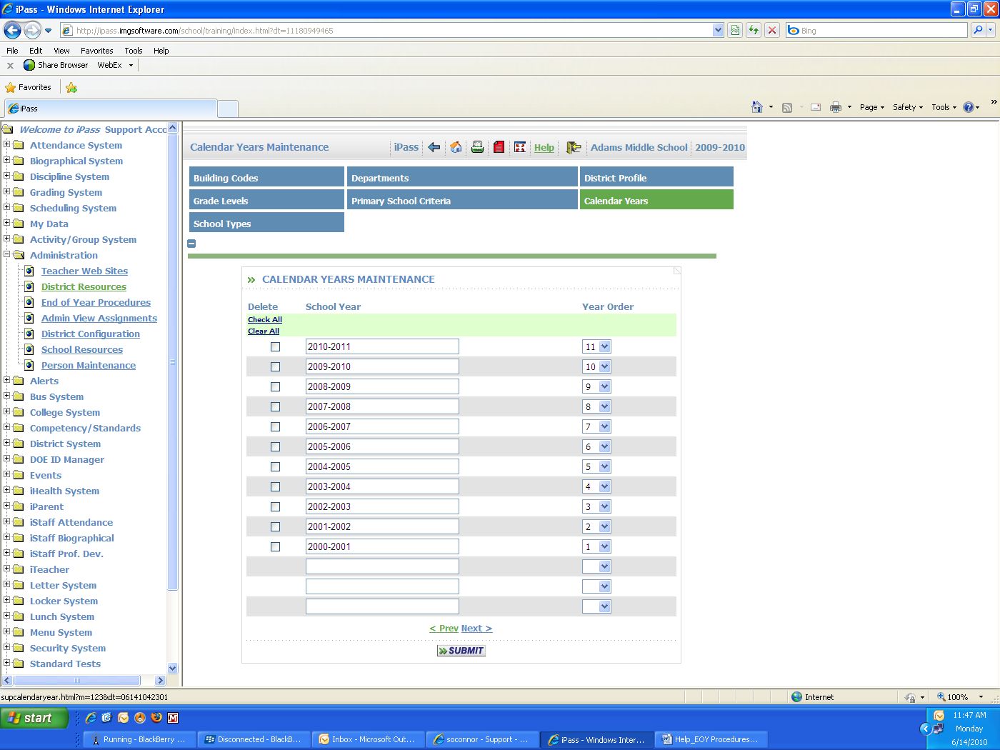 iPass - Windows Internet Explorer
http://ipass.imgsoftware.com/school/training/index.html?dt=11180949465
Bing
File Edit View Favorites Tools Help
x Share Browser WebEx
Favorites
iPass
Page Safety Tools »
Welcome to iPass Support Acco
Attendance System
Biographical System
Discipline System
Grading System
Scheduling System
My Data
Activity/Group System
Administration
Teacher Web Sites
District Resources
End of Year Procedures
Admin View Assignments
District Configuration
School Resources
Person Maintenance
Alerts
Bus System
College System
Competency/Standards
District System
DOE ID Manager
Events
iHealth System
iParent
iStaff Attendance
iStaff Biographical
iStaff Prof. Dev.
iTeacher
Letter System
Locker System
Lunch System
Menu System
Security System
Standard Tests
Calendar Years Maintenance iPass Help Adams Middle School 2009-2010
Building Codes Departments District Profile
Grade Levels Primary School Criteria Calendar Years
School Types
» CALENDAR YEARS MAINTENANCE
Delete School Year Year Order
Check All
Clear All
2010-2011 11
2009-2010 10
2008-2009 9
2007-2008 8
2006-2007 7
2005-2006 6
2004-2005 5
2003-2004 4
2002-2003 3
2001-2002 2
2000-2001 1
< Prev Next >
» SUBMIT
supcalendaryear.html?m=123&dt=06141042301 Internet 100%
start
11:47 AM
Monday
6/14/2010
Running - BlackBerry ... Disconnected - BlackB... Inbox - Microsoft Out... soconnor - Support - ... iPass - Windows Inter... Help_EOY Procedures...